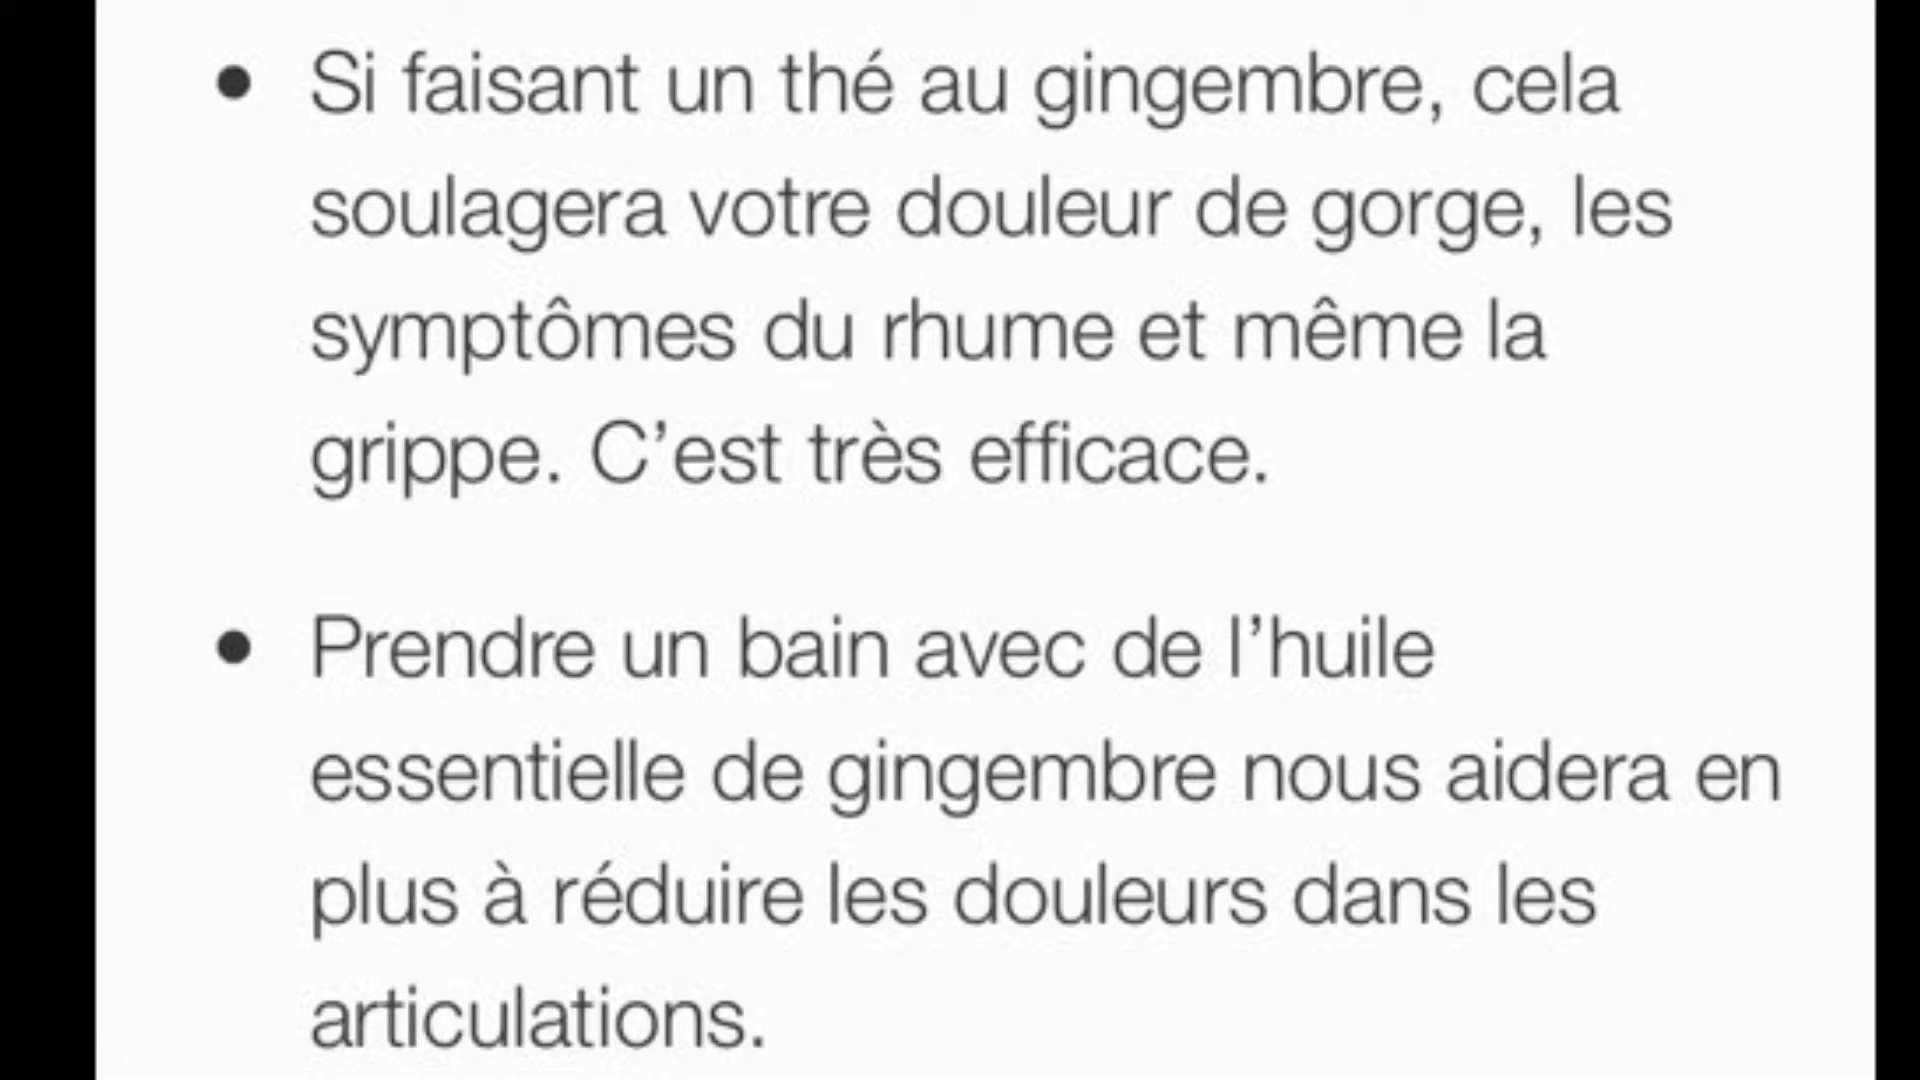 • Si faisant un thé au gingembre, cela
soulagera votre douleur de gorge, les
symptômes du rhume et même la
grippe. C’est très efficace.
• Prendre un bain avec de l’huile
essentielle de gingembre nous aidera en
plus à réduire les douleurs dans les
articulations.